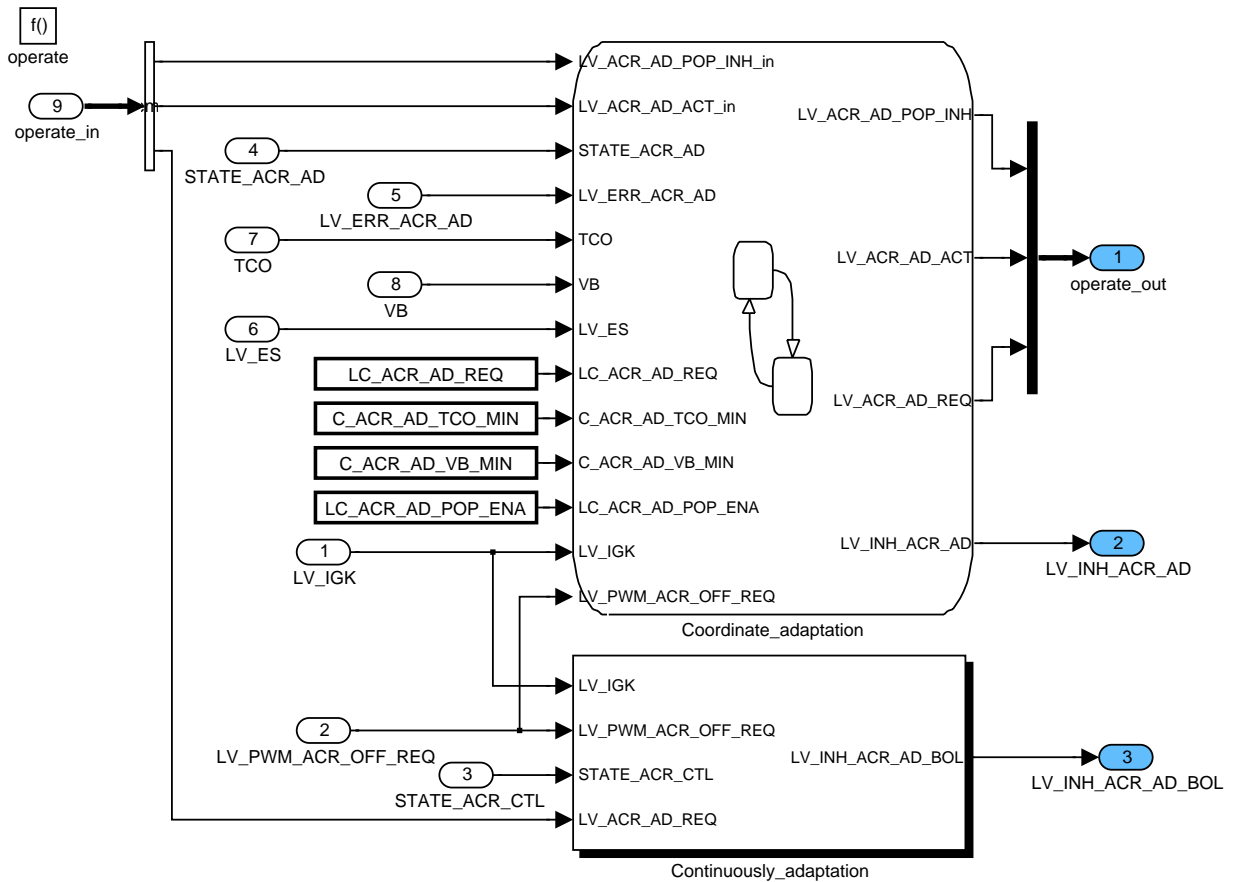 f()
operate
9
operate_in
4
STATE_ACR_AD
5
LV_ERR_ACR_AD
7
TCO
8
VB
6
LV_ES
LC_ACR_AD_REQ
C_ACR_AD_TCO_MIN
C_ACR_AD_VB_MIN
LC_ACR_AD_POP_ENA
1
LV_IGK
2
LV_PWM_ACR_OFF_REQ
3
STATE_ACR_CTL
LV_ACR_AD_POP_INH_in
LV_ACR_AD_ACT_in
STATE_ACR_AD
LV_ERR_ACR_AD
TCO
VB
LV_ES
LC_ACR_AD_REQ
C_ACR_AD_TCO_MIN
C_ACR_AD_VB_MIN
LC_ACR_AD_POP_ENA
LV_IGK
LV_PWM_ACR_OFF_REQ
LV_ACR_AD_POP_INH
LV_ACR_AD_ACT
LV_ACR_AD_REQ
LV_INH_ACR_AD
Coordinate_adaptation
LV_IGK
LV_PWM_ACR_OFF_REQ
STATE_ACR_CTL
LV_ACR_AD_REQ
LV_INH_ACR_AD_BOL
Continuously_adaptation
1
operate_out
2
LV_INH_ACR_AD
3
LV_INH_ACR_AD_BOL